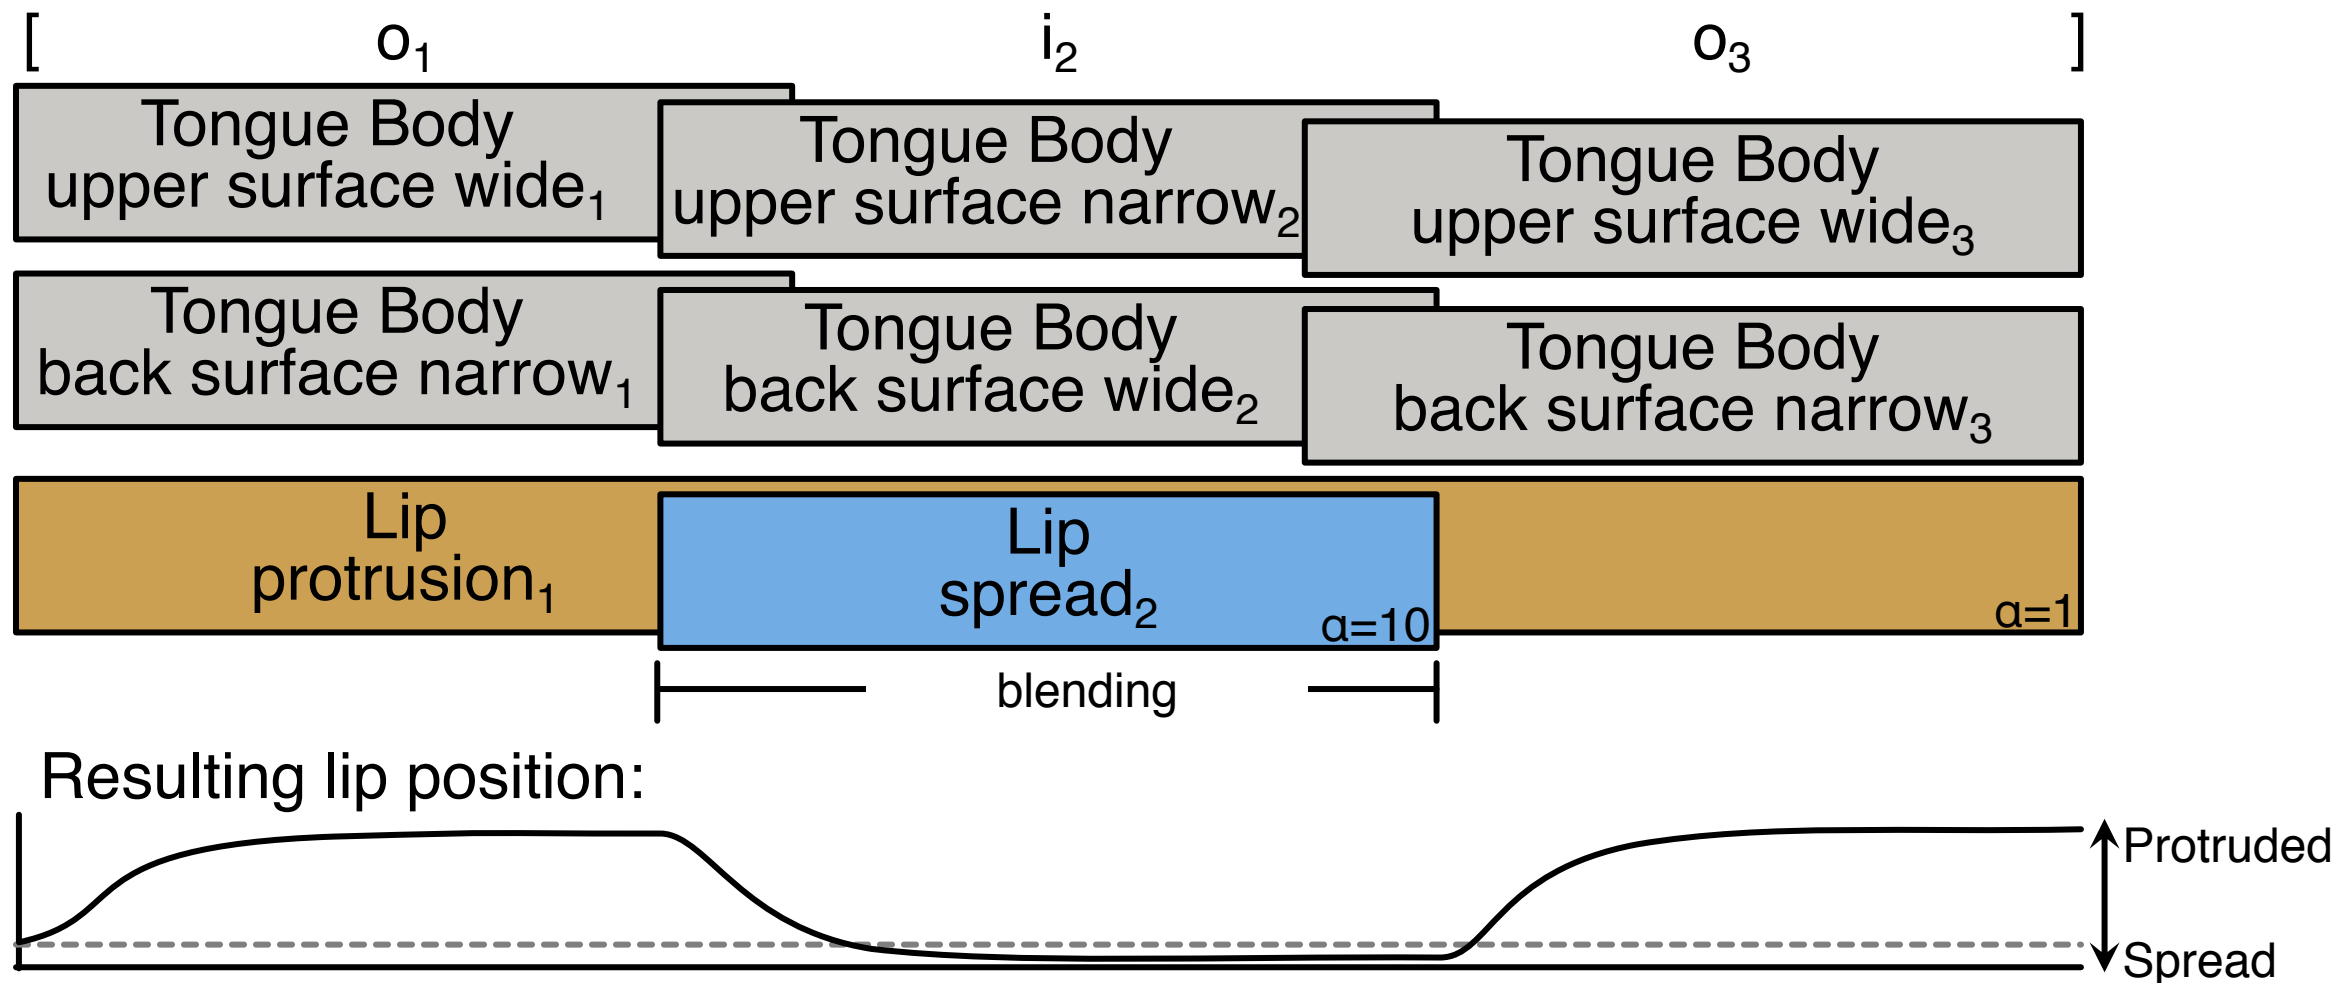 [ o₁ i₂ o₃ ]
Tongue Body
upper surface wide₁
Tongue Body
upper surface narrow₂
Tongue Body
upper surface wide₃
Tongue Body
back surface narrow₁
Tongue Body
back surface wide₂
Tongue Body
back surface narrow₃
Lip
protrusion₁
Lip
spread₂
α=10
α=1
blending
Resulting lip position:
Protruded
Spread